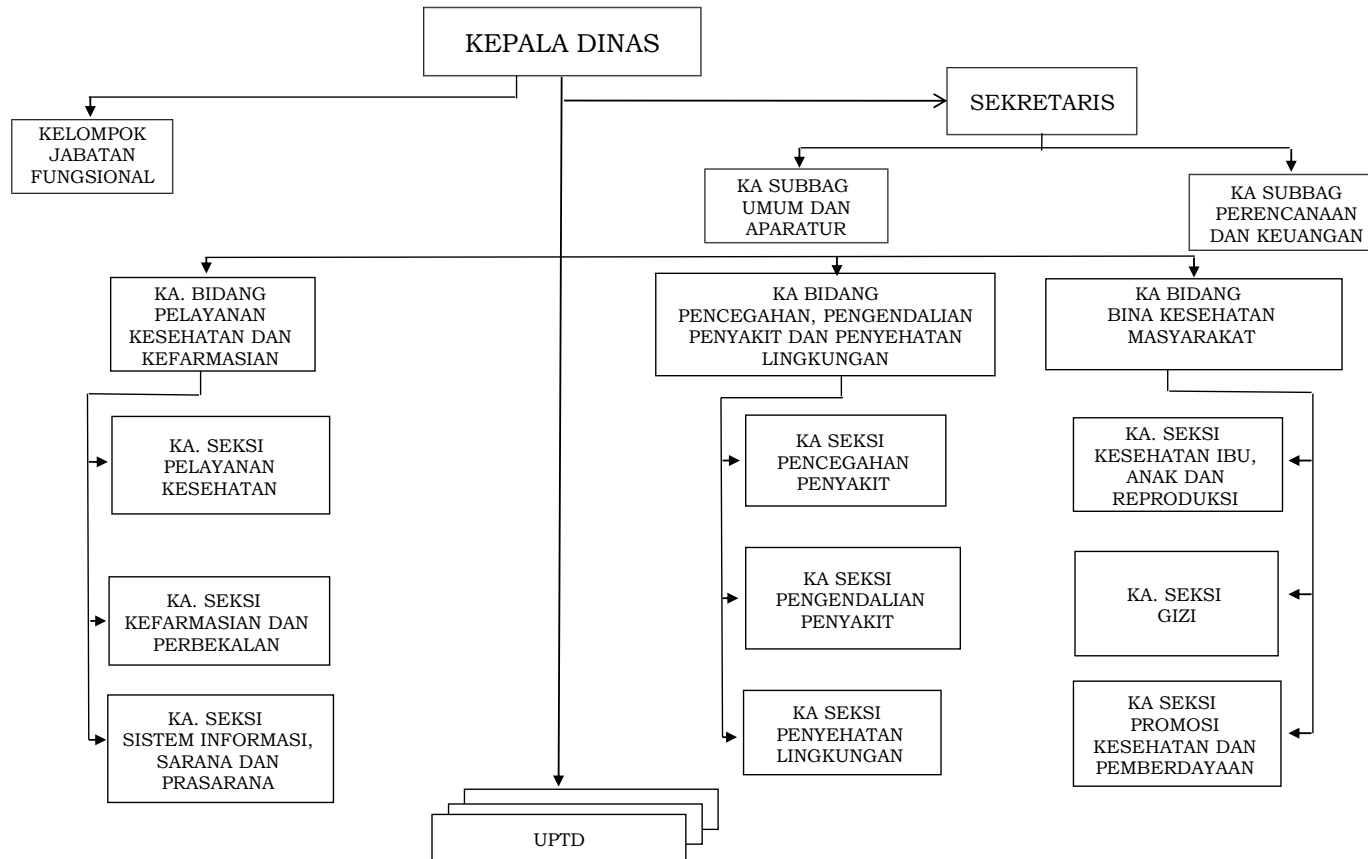 KEPALA DINAS
SEKRETARIS
KELOMPOK
JABATAN
FUNGSIONAL
KA SUBBAG
UMUM DAN
APARATUR
KA SUBBAG
PERENCANAAN
DAN KEUANGAN
KA. BIDANG
PELAYANAN
KESEHATAN DAN
KEFARMASIAN
KA BIDANG
PENCEGAHAN, PENGENDALIAN
PENYAKIT DAN PENYEHATAN
LINGKUNGAN
KA BIDANG
BINA KESEHATAN
MASYARAKAT
KA. SEKSI
PELAYANAN
KESEHATAN
KA SEKSI
PENCEGAHAN
PENYAKIT
KA. SEKSI
KESEHATAN IBU,
ANAK DAN
REPRODUKSI
KA. SEKSI
KEFARMASIAN DAN
PERBEKALAN
KA SEKSI
PENGENDALIAN
PENYAKIT
KA. SEKSI
GIZI
KA. SEKSI
SISTEM INFORMASI,
SARANA DAN
PRASARANA
KA SEKSI
PENYEHATAN
LINGKUNGAN
KA SEKSI
PROMOSI
KESEHATAN DAN
PEMBERDAYAAN
UPTD